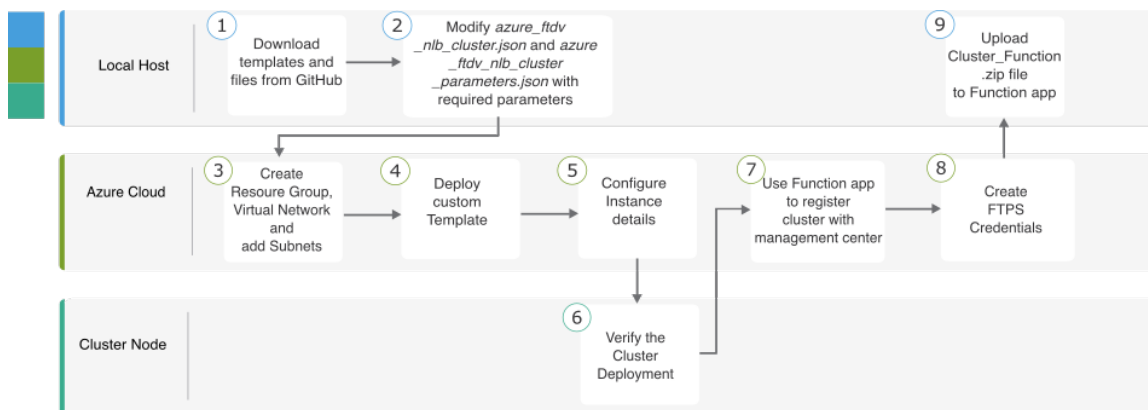 1
Download
templates and
files from GitHub
2
Modify azure_ftdv
_nlb_cluster.json and azure
_ftdv_nlb_cluster
_parameters.json with
required parameters
9
Upload
Cluster_Function
.zip file
to Function app
Local Host
3
Create
Resoure Group,
Virtual Network
and
add Subnets
4
Deploy
custom
Template
5
Configure
Instance
details
7
Use Function app
to register
cluster with
management center
8
Create
FTPS
Credentials
Azure Cloud
6
Verify the
Cluster
Deployment
Cluster Node